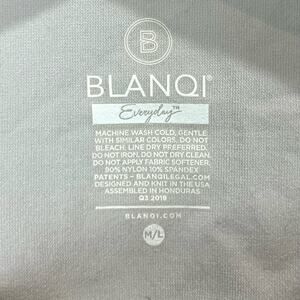 B
BLANQI®
Everyday™
MACHINE WASH COLD, GENTLE
WITH SIMILAR COLORS. DO NOT
BLEACH. LINE DRY PREFERRED.
DO NOT IRON. DO NOT DRY CLEAN.
DO NOT APPLY FABRIC SOFTENER.
90% NYLON 10% SPANDEX
PATENTS – BLANQILEGAL.COM
DESIGNED AND KNIT IN THE USA
ASSEMBLED IN HONDURAS
Q3 2019
BLANQI.COM
M/L